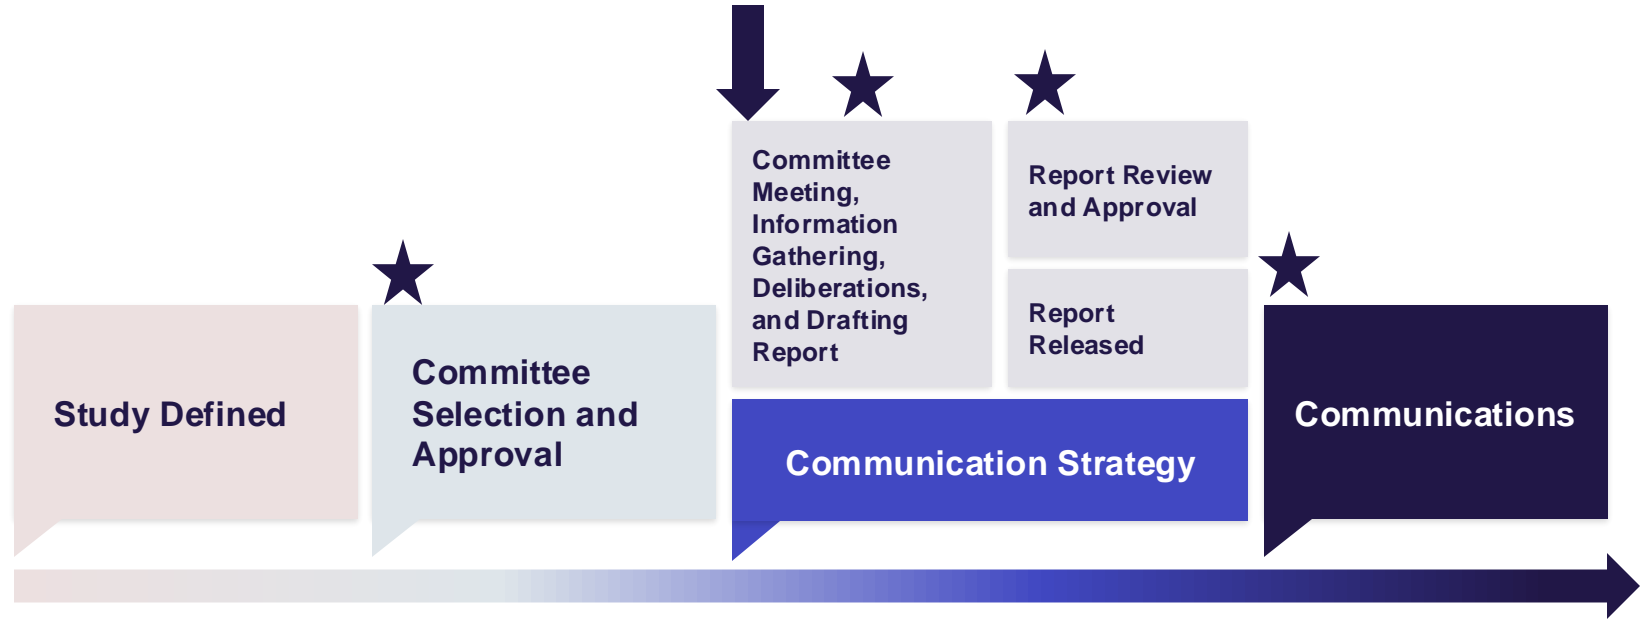 Study Defined
Committee
Selection and
Approval
Committee
Meeting,
Information
Gathering,
Deliberations,
and Drafting
Report
Report Review
and Approval
Report
Released
Communication Strategy
Communications